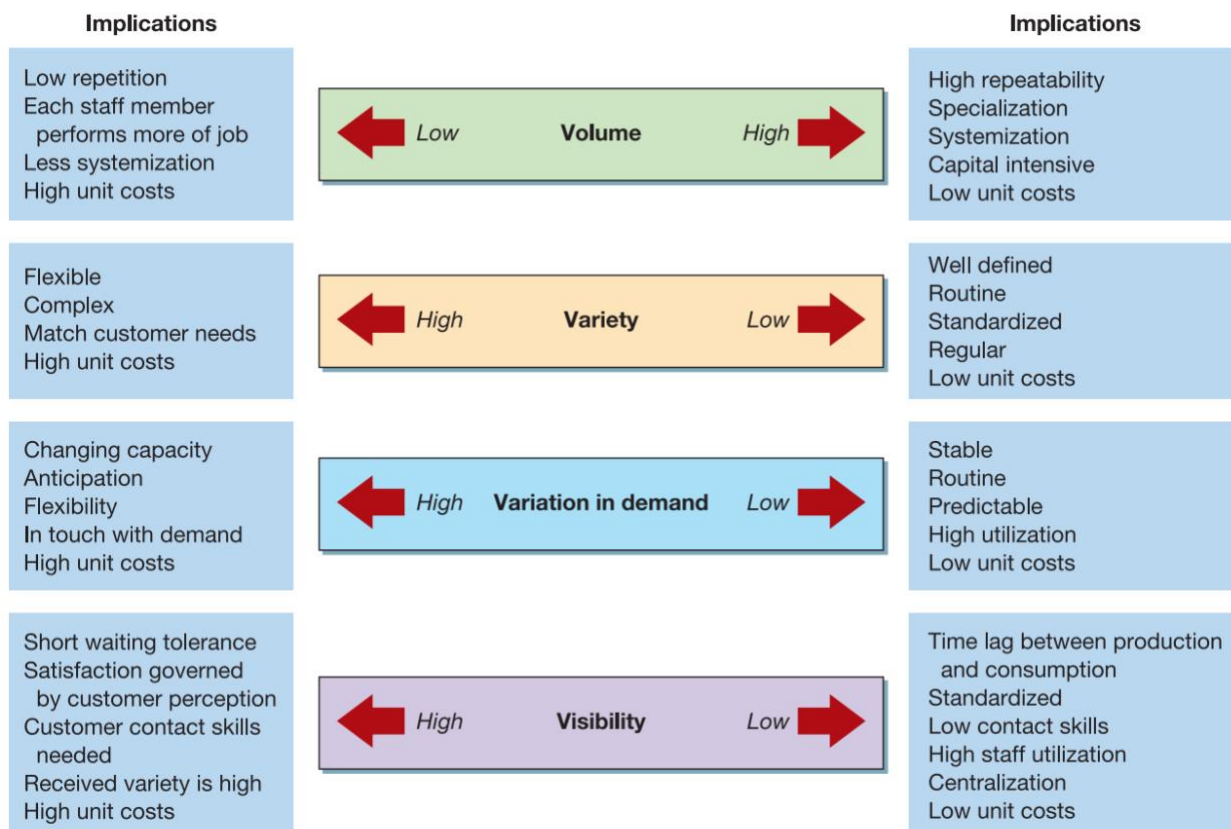 Implications
Implications
Low repetition
Each staff member
performs more of job
Less systemization
High unit costs
Low Volume High
High repeatability
Specialization
Systemization
Capital intensive
Low unit costs
Flexible
Complex
Match customer needs
High unit costs
High Variety Low
Well defined
Routine
Standardized
Regular
Low unit costs
Changing capacity
Anticipation
Flexibility
In touch with demand
High unit costs
High Variation in demand Low
Stable
Routine
Predictable
High utilization
Low unit costs
Short waiting tolerance
Satisfaction governed
by customer perception
Customer contact skills
needed
Received variety is high
High unit costs
High Visibility Low
Time lag between production
and consumption
Standardized
Low contact skills
High staff utilization
Centralization
Low unit costs